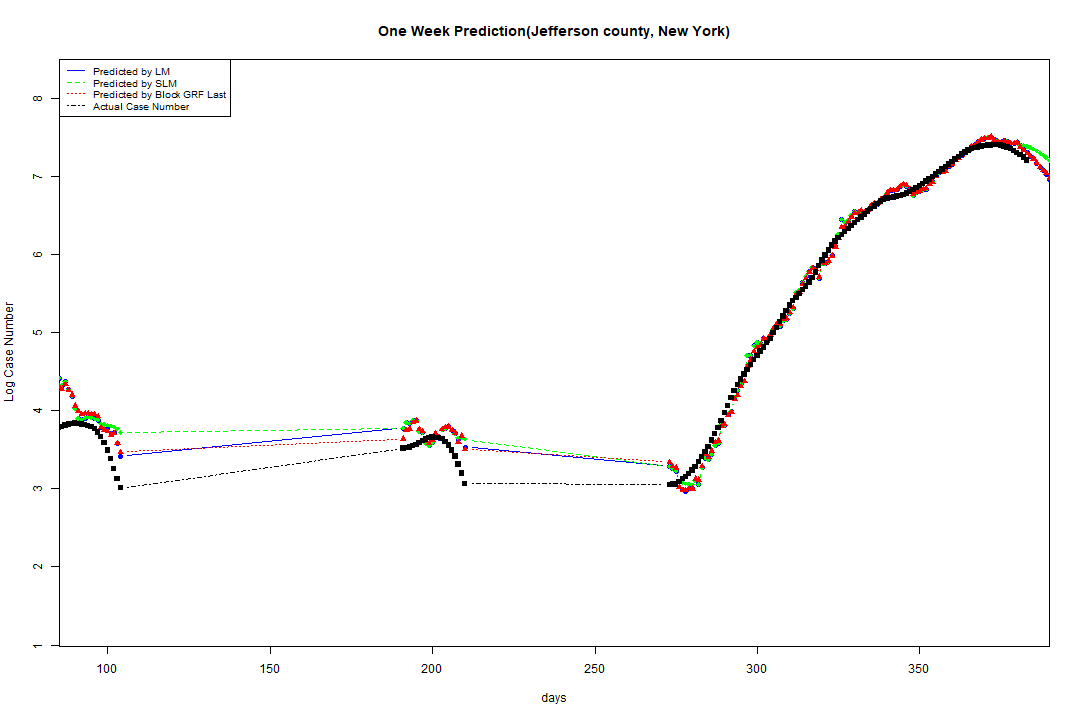 One Week Prediction(Jefferson county, New York)
Predicted by LM
Predicted by SLM
Predicted by Block GRF Last
Actual Case Number
8
7
6
5
4
3
2
1
Log Case Number
100 150 200 250 300 350
days